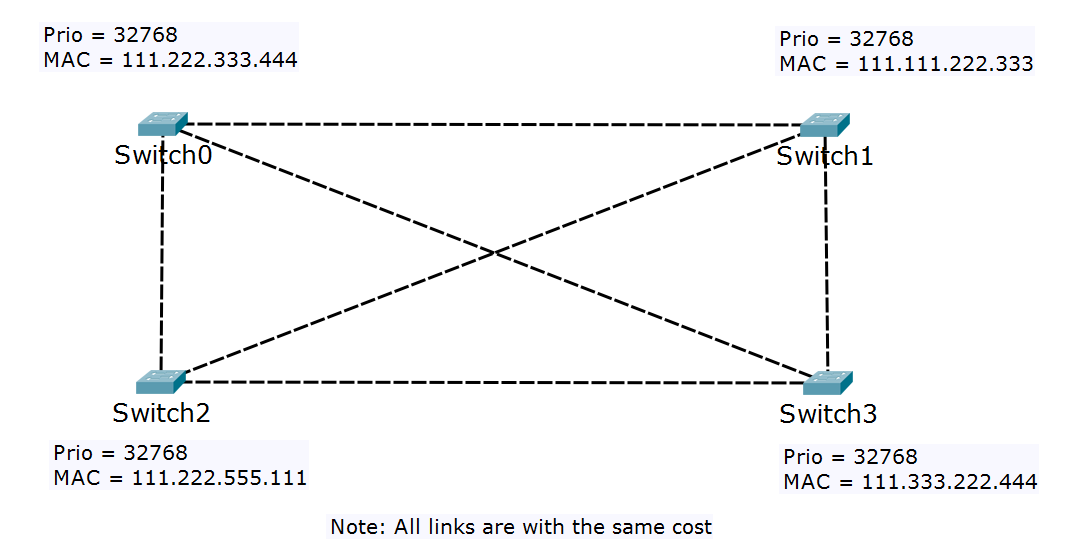 Prio = 32768
MAC = 111.222.333.444
Prio = 32768
MAC = 111.111.222.333
Switch0
Switch1
Switch2
Switch3
Prio = 32768
MAC = 111.222.555.111
Prio = 32768
MAC = 111.333.222.444
Note: All links are with the same cost